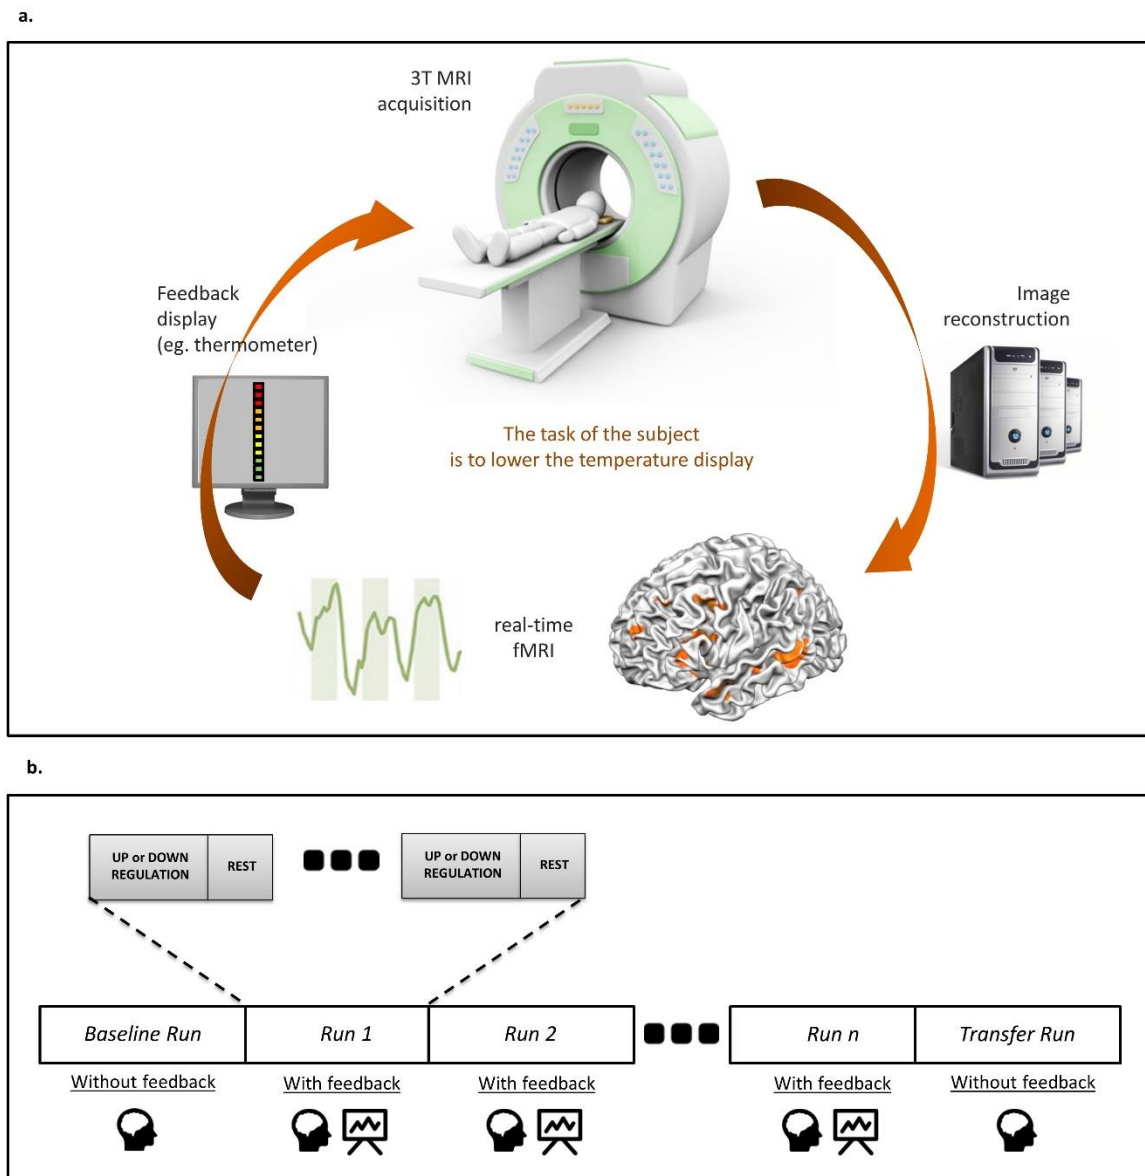 a.
3T MRI
acquisition
Feedback
display
(eg. thermometer)
Image
reconstruction
The task of the subject
is to lower the temperature display
real-time
fMRI
b.
UP or DOWN
REGULATION
REST
UP or DOWN
REGULATION
REST
Baseline Run
Run 1
Run 2
Run n
Transfer Run
Without feedback
With feedback
With feedback
With feedback
Without feedback